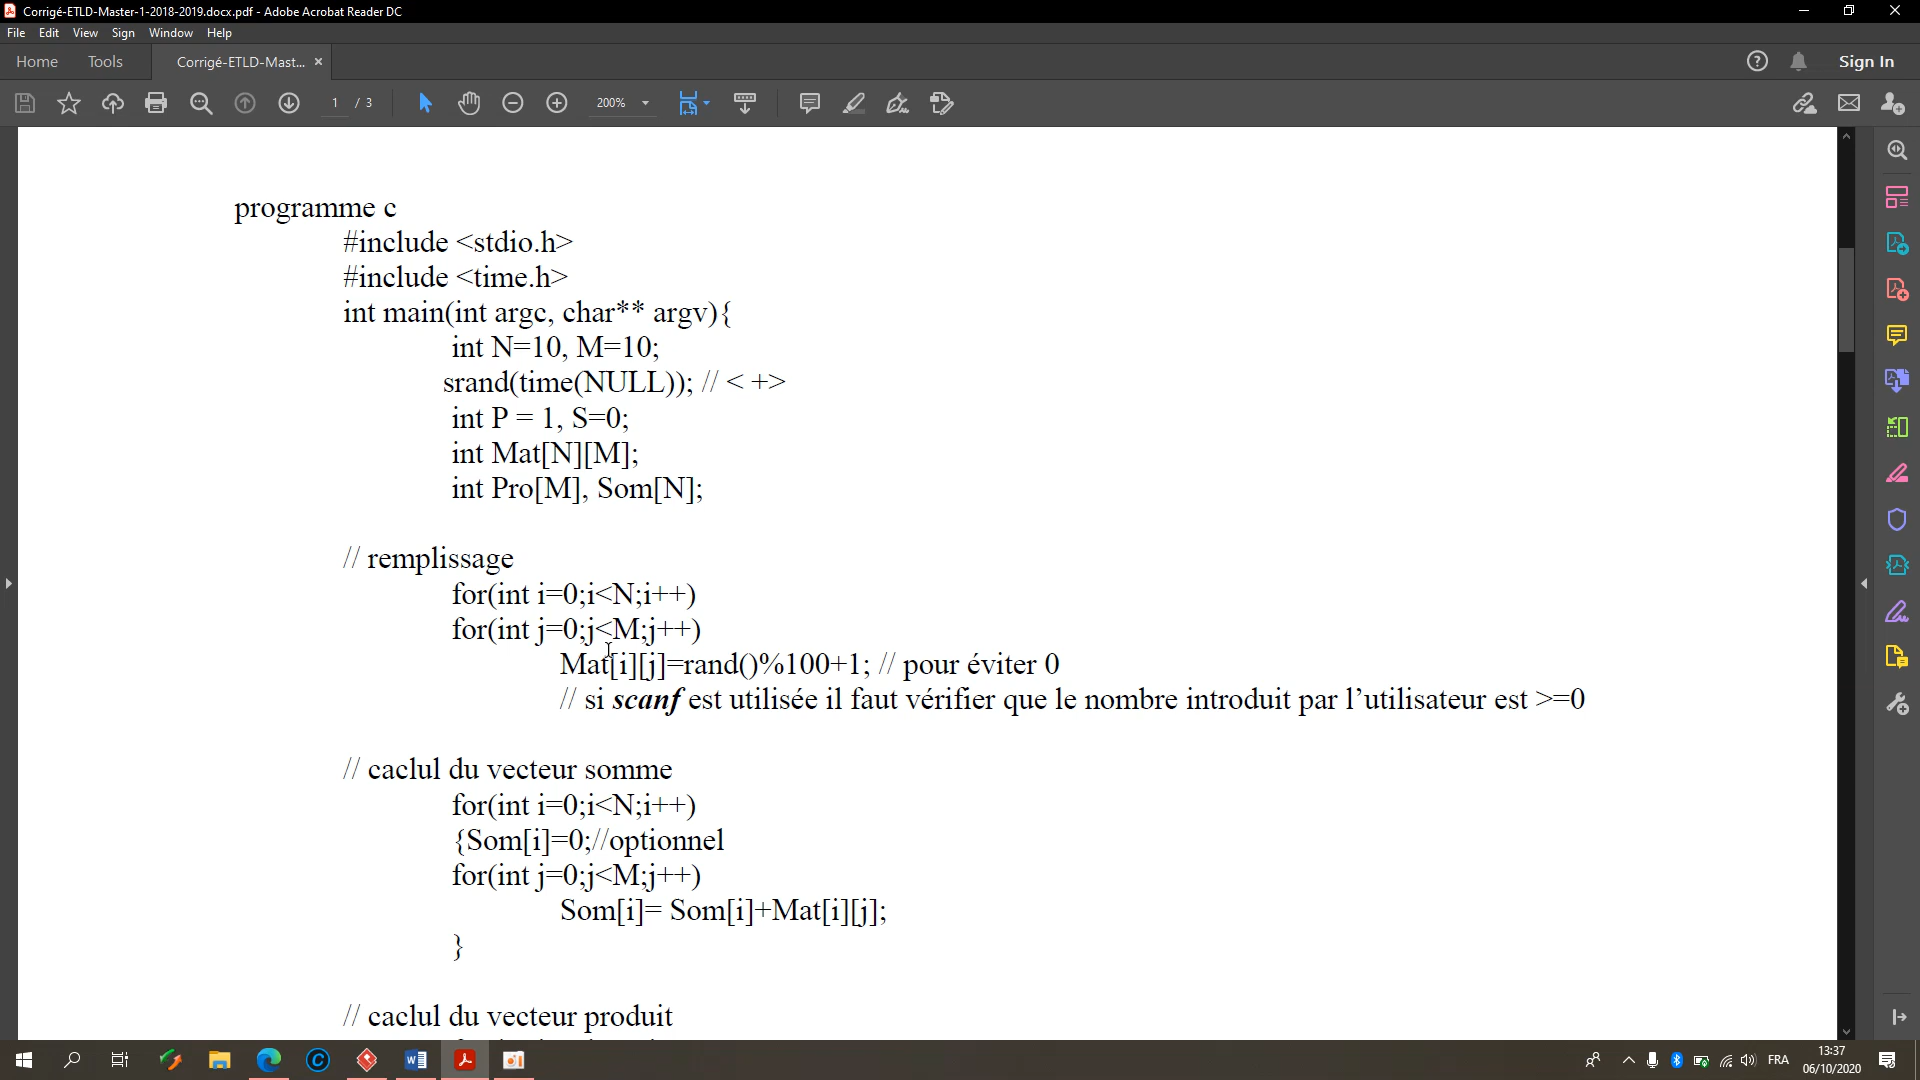 Corrigé-ETLD-Master-1-2018-2019.docx.pdf - Adobe Acrobat Reader DC
File Edit View Sign Window Help
Home Tools Corrigé-ETLD-Mast... × Sign In
1 / 3 200%
programme c
#include <stdio.h>
#include <time.h>
int main(int argc, char** argv){
int N=10, M=10;
srand(time(NULL)); // < +>
int P = 1, S=0;
int Mat[N][M];
int Pro[M], Som[N];
// remplissage
for(int i=0;i<N;i++)
for(int j=0;j<M;j++)
Mat[i][j]=rand()%100+1; // pour éviter 0
// si scanf est utilisée il faut vérifier que le nombre introduit par l’utilisateur est >=0
// caclul du vecteur somme
for(int i=0;i<N;i++)
{Som[i]=0;//optionnel
for(int j=0;j<M;j++)
Som[i]= Som[i]+Mat[i][j];
}
// caclul du vecteur produit
FRA 13:37
06/10/2020